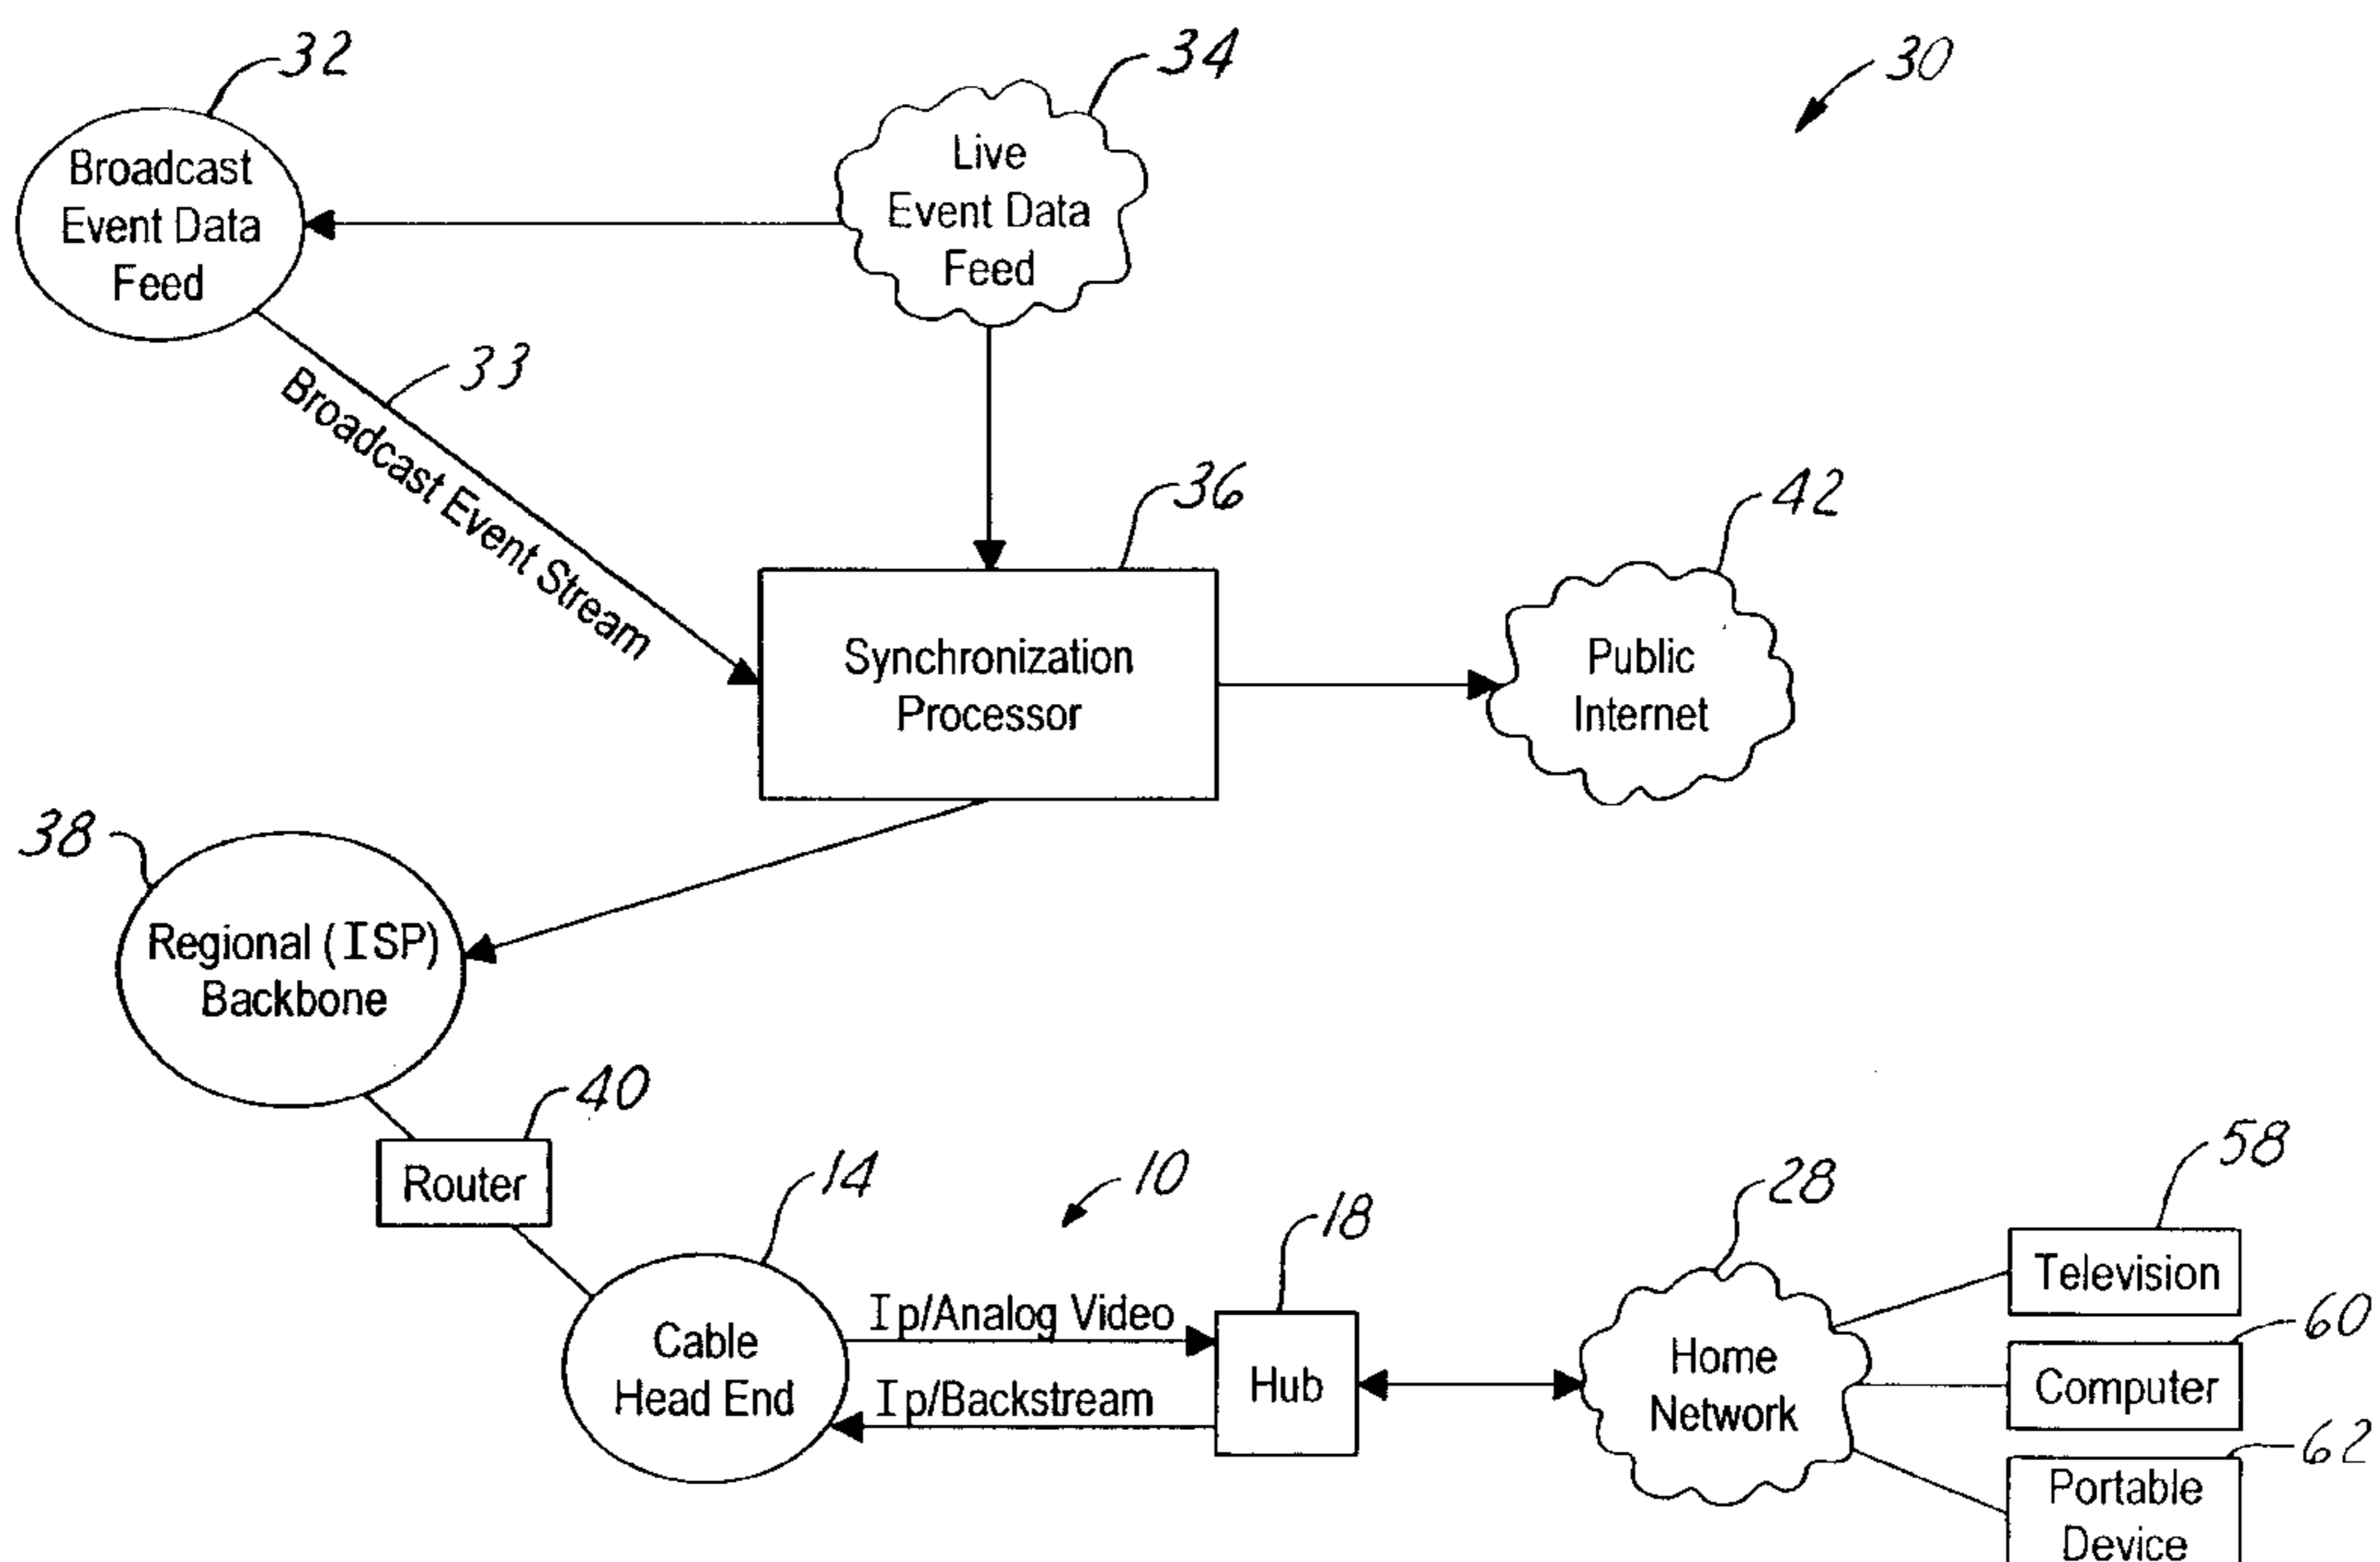 32
34
30
Broadcast
Event Data
Feed
Live
Event Data
Feed
33
Broadcast Event Stream
36
42
Synchronization
Processor
Public
Internet
38
Regional (ISP)
Backbone
40
Router
14
10
18
28
58
Television
Cable
Head End
Ip/Analog Video
Ip/Backstream
Hub
Home
Network
60
Computer
62
Portable
Device